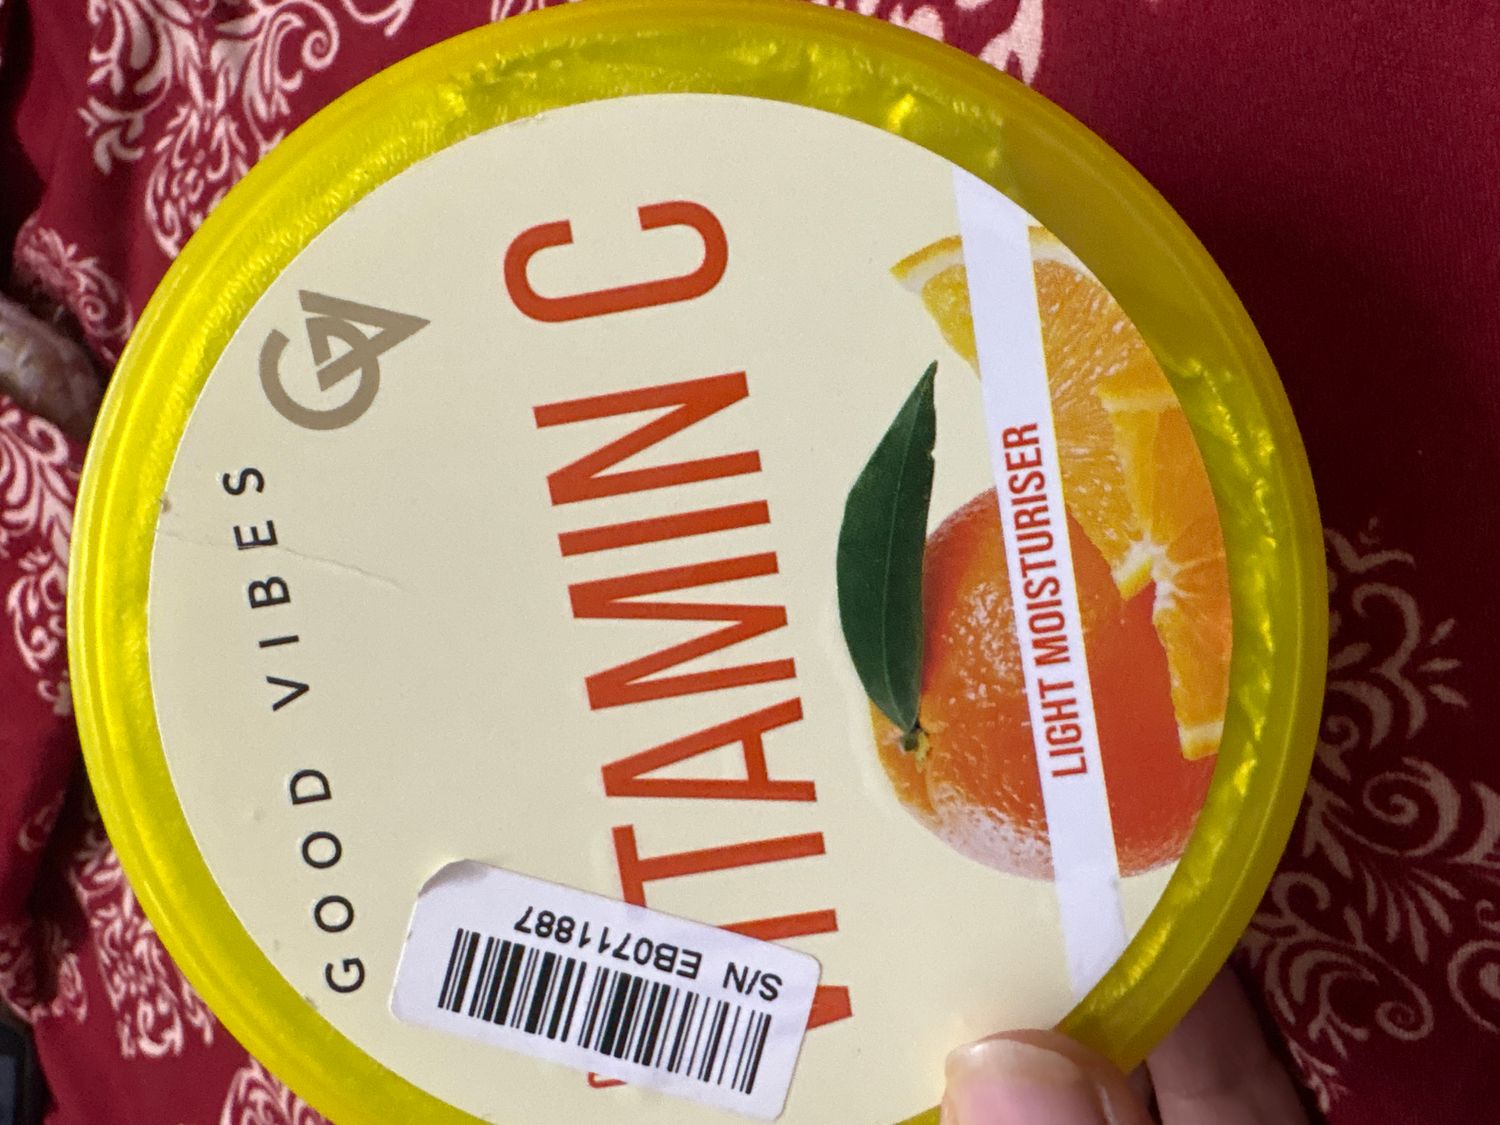 GOOD VIBES
VITAMIN C
LIGHT MOISTURISER
S/N EB0711887